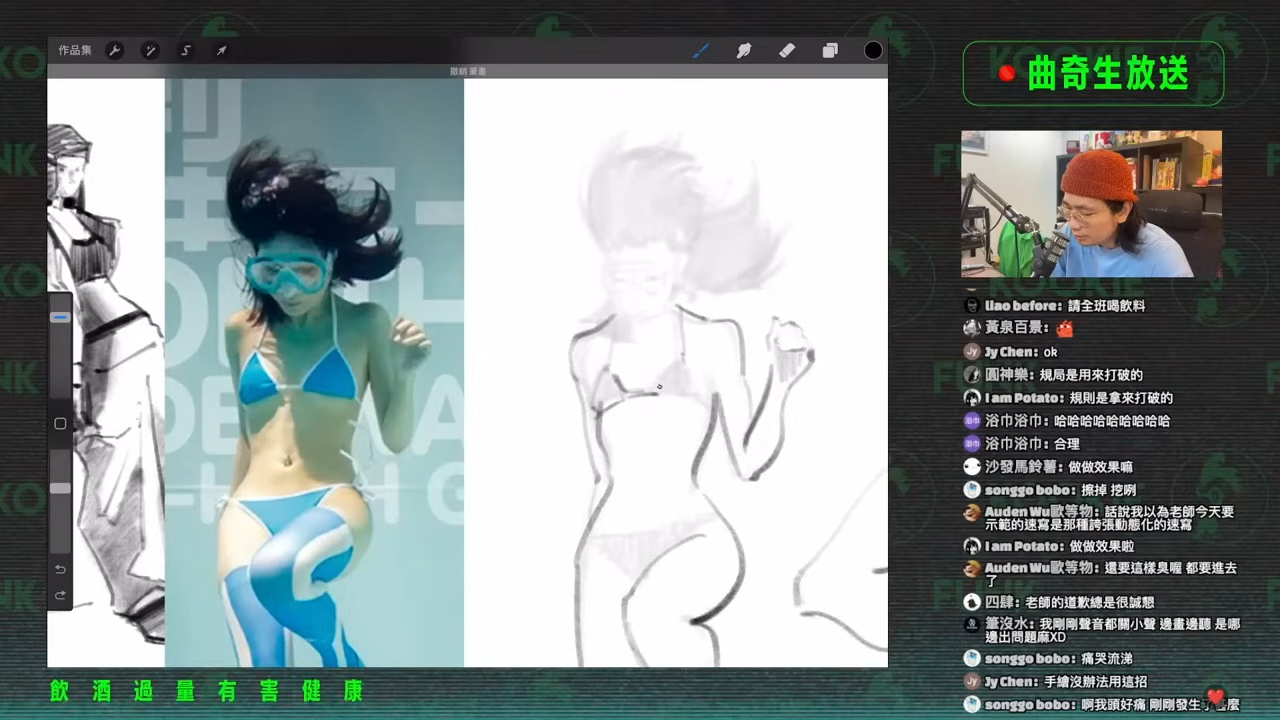 作品集
撤銷 筆畫
曲奇生放送
liao before: 請全班喝飲料
黃泉百景:
Jy Chen: ok
圓神樂: 規局是用來打破的
I am Potato: 規則是拿來打破的
浴巾浴巾: 哈哈哈哈哈哈哈哈哈
浴巾浴巾: 合理
沙發馬鈴薯: 做做效果嘛
songgo bobo: 擦掉 挖咧
Auden Wu歐等物: 話說我以為老師今天要
示範的速寫是那種誇張動態化的速寫
I am Potato: 做做效果啦
Auden Wu歐等物: 還要這樣臭喔 都要進去
了
四肆: 老師的道歉總是很誠懇
筆沒水: 我剛剛聲音都關小聲 邊畫邊聽 是哪
邊出問題麻XD
songgo bobo: 痛哭流涕
Jy Chen: 手繪沒辦法用這招
songgo bobo: 啊我頭好痛 剛剛發生了什麼
飲酒過量有害健康